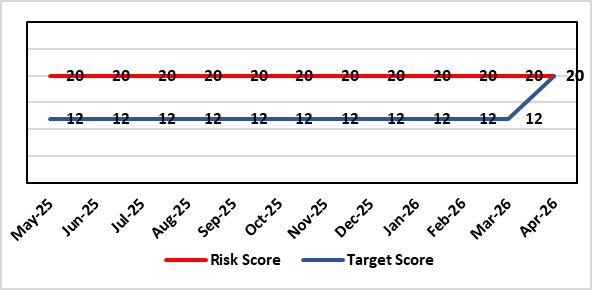 20 20 20 20 20 20 20 20 20 20 20 20
12 12 12 12 12 12 12 12 12 12 12
May-25 Jun-25 Jul-25 Aug-25 Sep-25 Oct-25 Nov-25 Dec-25 Jan-26 Feb-26 Mar-26 Apr-26
Risk Score Target Score